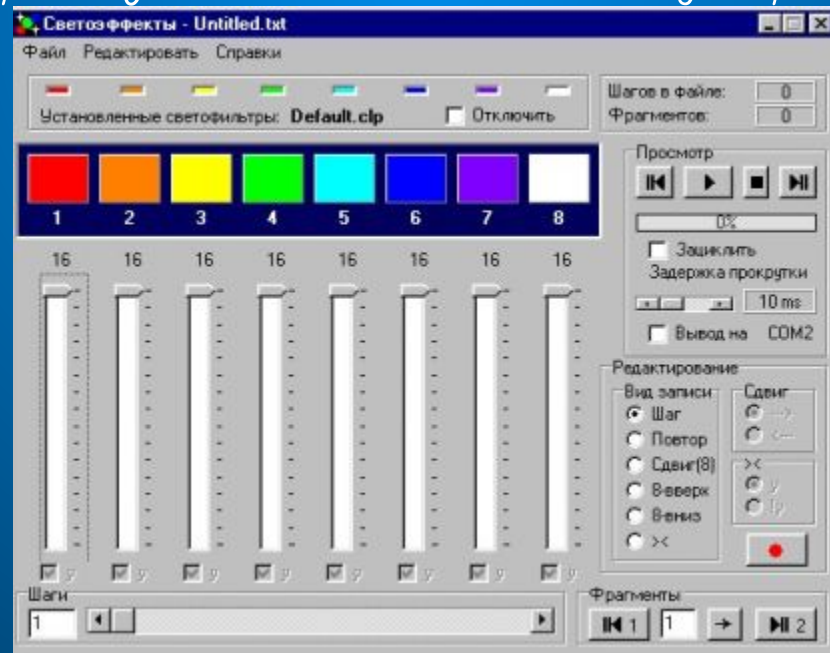 Светоэффекты - Untitled.txt
Файл Редактировать Справки
Установленные светофильтры: Default.clp Отключить
Шагов в файле: 0
Фрагментов: 0
1 2 3 4 5 6 7 8
16 16 16 16 16 16 16 16
у у у у у у у у
Шаги
1
Просмотр
0%
Зациклить
Задержка прокрутки
10 ms
Вывод на COM2
Редактирование
Вид записи
Шаг
Повтор
Сдвиг(8)
8-вверх
8-вниз
><
Сдвиг
--->
<---
><
у
Фрагменты
1 1 2